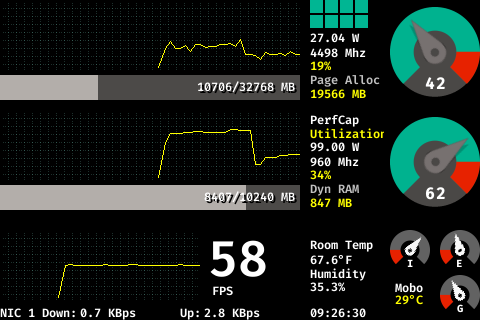 27.04 W
4498 Mhz
19%
10706/32768 MB
Page Alloc
19566 MB
42
PerfCap
Utilization
99.00 W
960 Mhz
34%
8407/10240 MB
Dyn RAM
847 MB
62
58
FPS
Room Temp
67.6°F
Humidity
35.3%
I
E
Mobo
29°C
G
NIC 1 Down: 0.7 KBps Up: 2.8 KBps
09:26:30